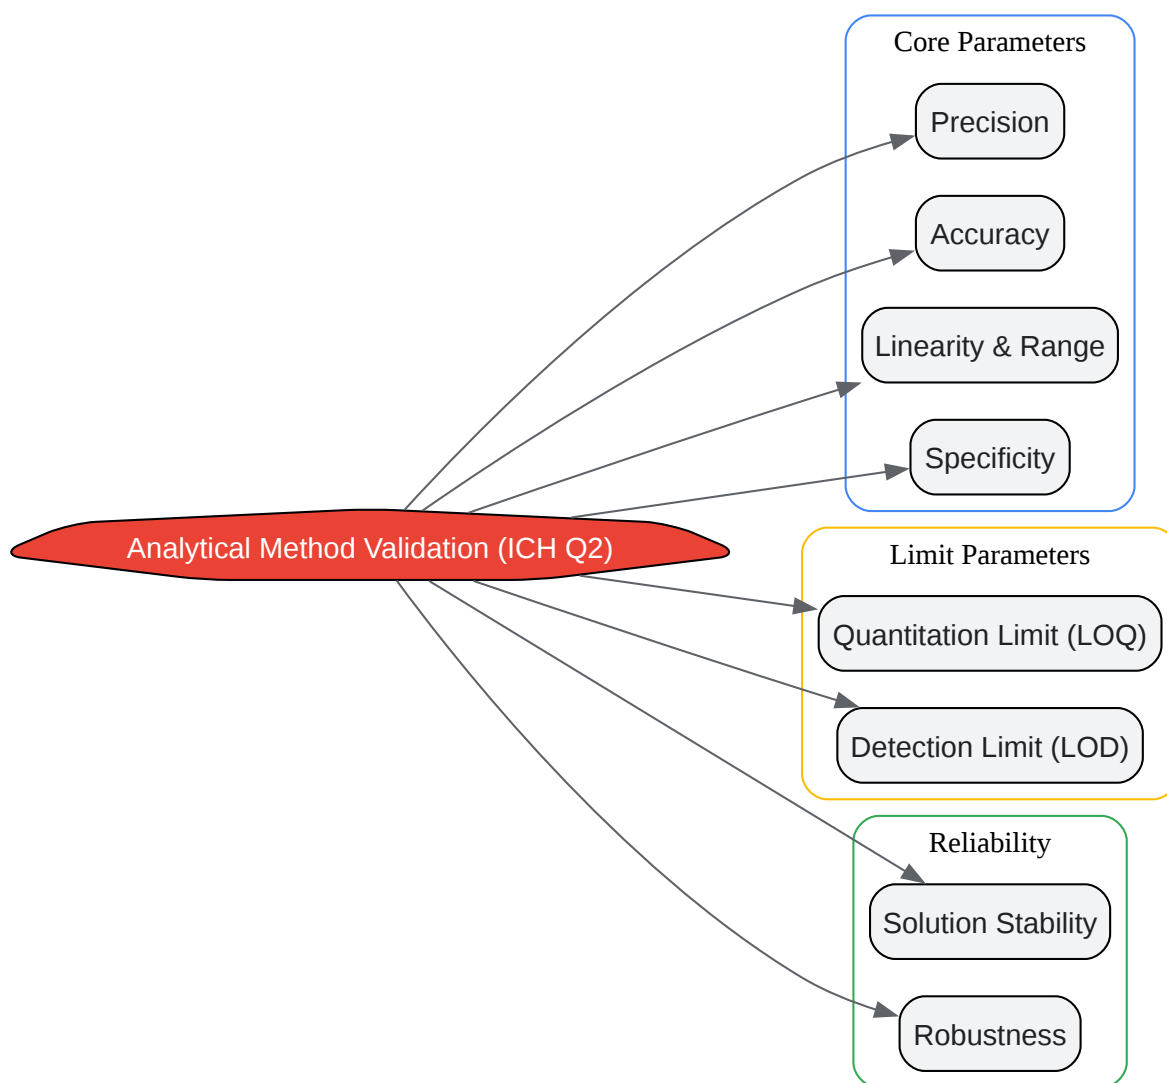 Core Parameters
Precision
Accuracy
Linearity & Range
Specificity
Analytical Method Validation (ICH Q2)
Limit Parameters
Quantitation Limit (LOQ)
Detection Limit (LOD)
Reliability
Solution Stability
Robustness